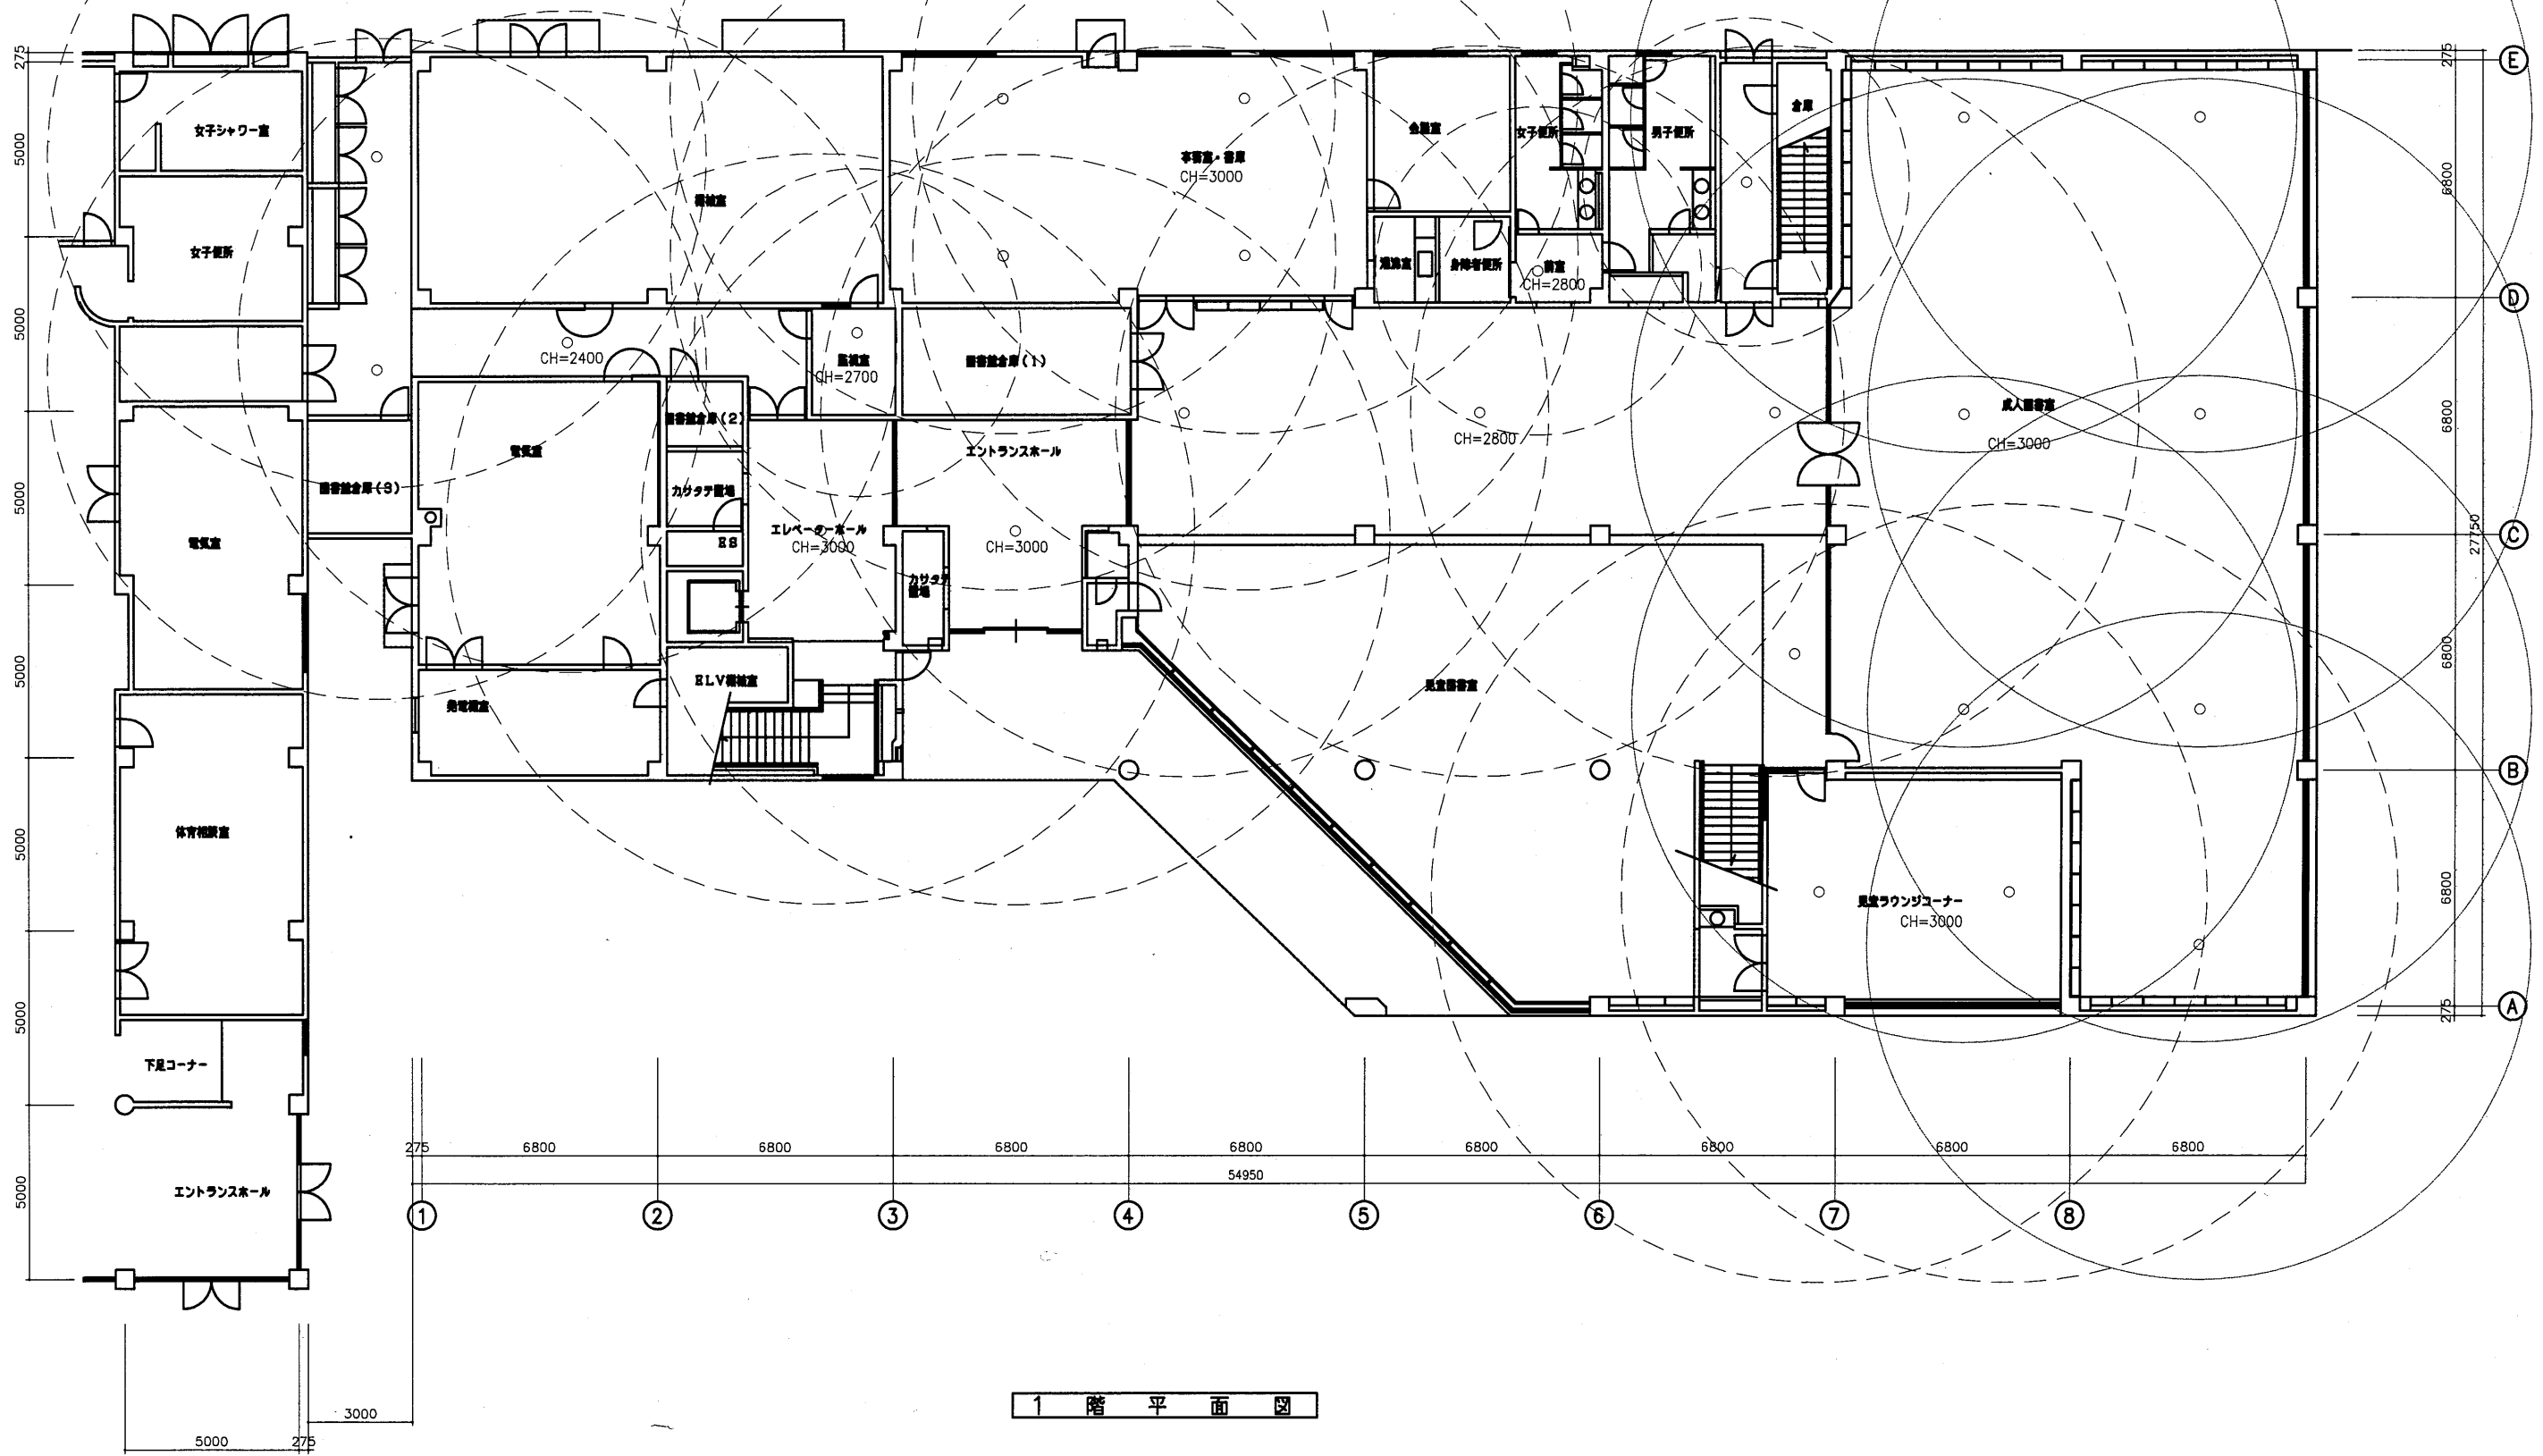 275
275
E
女子シャワー室
倉庫
会議室
女子便所
男子便所
5000
事務室・書庫
CH=3000
6800
機械室
女子便所
湯沸室
身障者便所
前室
CH=2800
D
5000
CH=2400
監視室
CH=2700
図書館倉庫(1)
成人図書室
CH=3000
6800
図書館倉庫(2)
電気室
エントランスホール
CH=2800
5000
図書館倉庫(3)
カサタテ置場
エレベーターホール
CH=3000
CH=3000
電気室
ES
C
27750
カサタテ
置場
5000
ELV機械室
児童図書室
6800
発電機室
B
5000
体育相談室
児童ラウンジコーナー
CH=3000
6800
5000
275
A
下足コーナー
275
6800
6800
6800
6800
6800
6800
6800
6800
54950
5000
エントランスホール
1
2
3
4
5
6
7
8
1階平面図
3000
5000
275